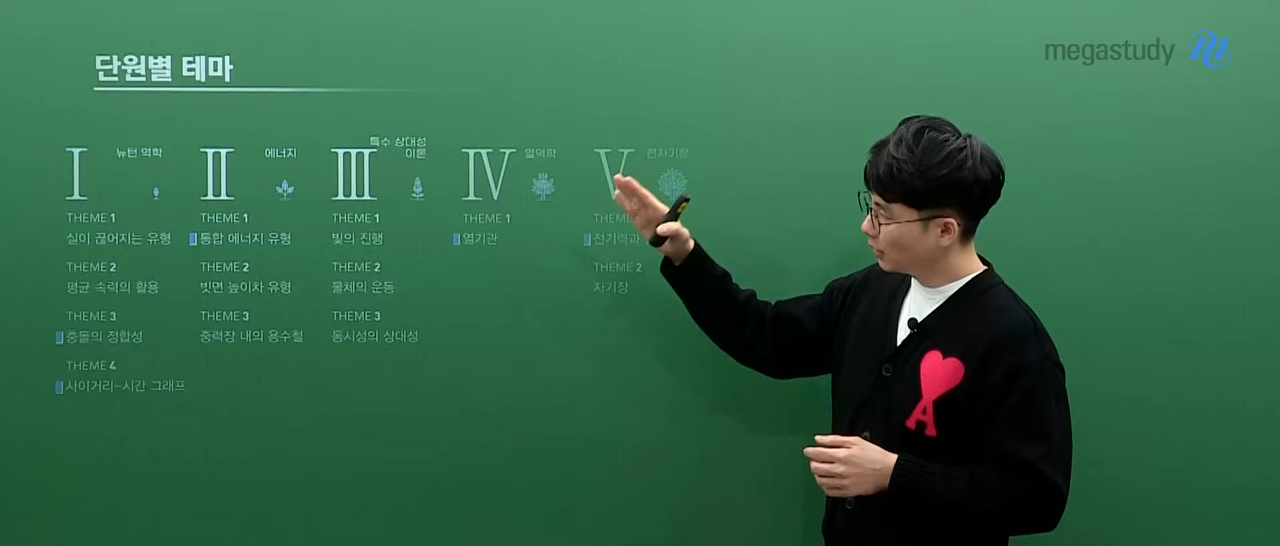 단원별 테마
megastudy
I 뉴턴 역학
THEME 1
실이 끊어지는 유형
THEME 2
평균 속력의 활용
THEME 3
충돌의 정합성
THEME 4
사이거리-시간 그래프
II 에너지
THEME 1
통합 에너지 유형
THEME 2
빗면 높이차 유형
THEME 3
중력장 내의 용수철
III 특수 상대성
이론
THEME 1
빛의 진행
THEME 2
물체의 운동
THEME 3
동시성의 상대성
IV 열역학
THEME 1
열기관
V 전자기장
THEME
전기력과
THEME 2
자기장
A